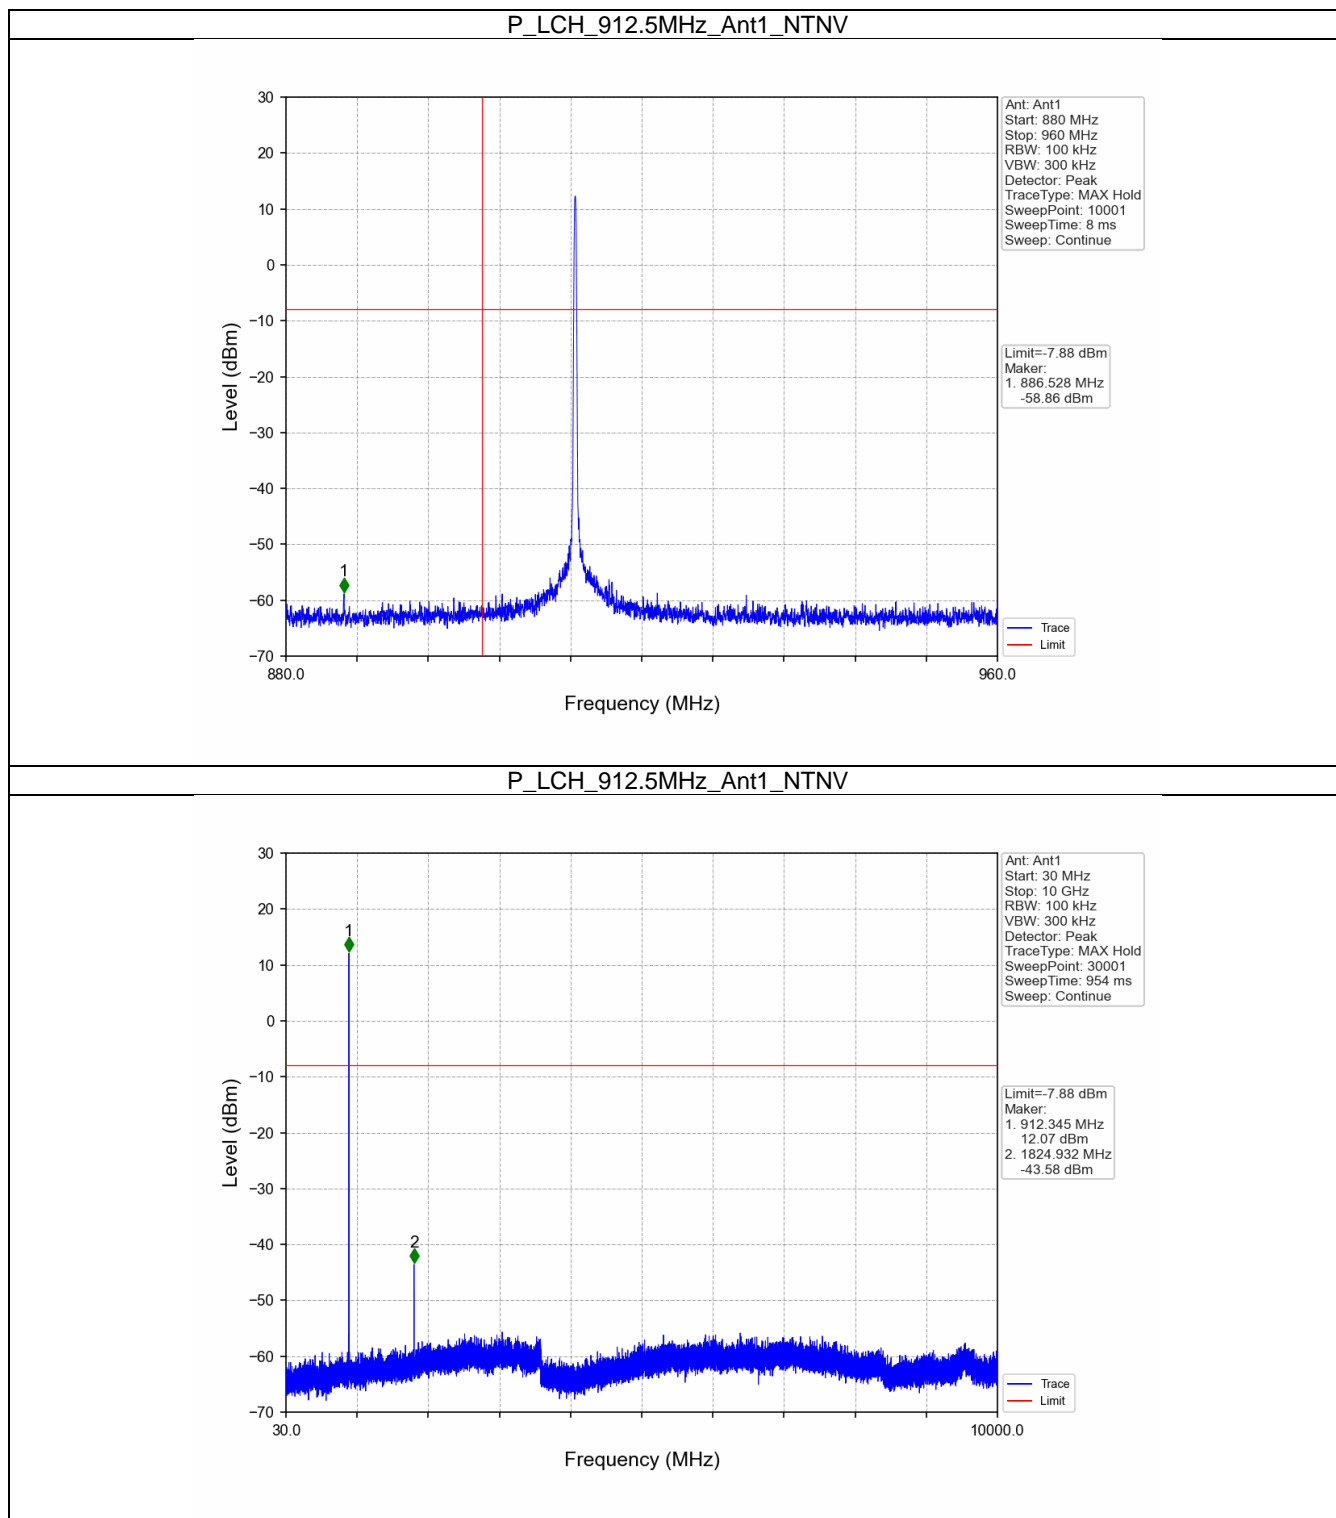 P_LCH_912.5MHz_Ant1_NTNV
30
20
10
0
−10
−20
−30
−40
−50
−60
−70
Level (dBm)
1
880.0
960.0
Frequency (MHz)
Ant: Ant1
Start: 880 MHz
Stop: 960 MHz
RBW: 100 kHz
VBW: 300 kHz
Detector: Peak
TraceType: MAX Hold
SweepPoint: 10001
SweepTime: 8 ms
Sweep: Continue
Limit=-7.88 dBm
Maker:
1. 886.528 MHz
-58.86 dBm
Trace
Limit
P_LCH_912.5MHz_Ant1_NTNV
30
20
10
0
−10
−20
−30
−40
−50
−60
−70
Level (dBm)
1
2
30.0
10000.0
Frequency (MHz)
Ant: Ant1
Start: 30 MHz
Stop: 10 GHz
RBW: 100 kHz
VBW: 300 kHz
Detector: Peak
TraceType: MAX Hold
SweepPoint: 30001
SweepTime: 954 ms
Sweep: Continue
Limit=-7.88 dBm
Maker:
1. 912.345 MHz
12.07 dBm
2. 1824.932 MHz
-43.58 dBm
Trace
Limit